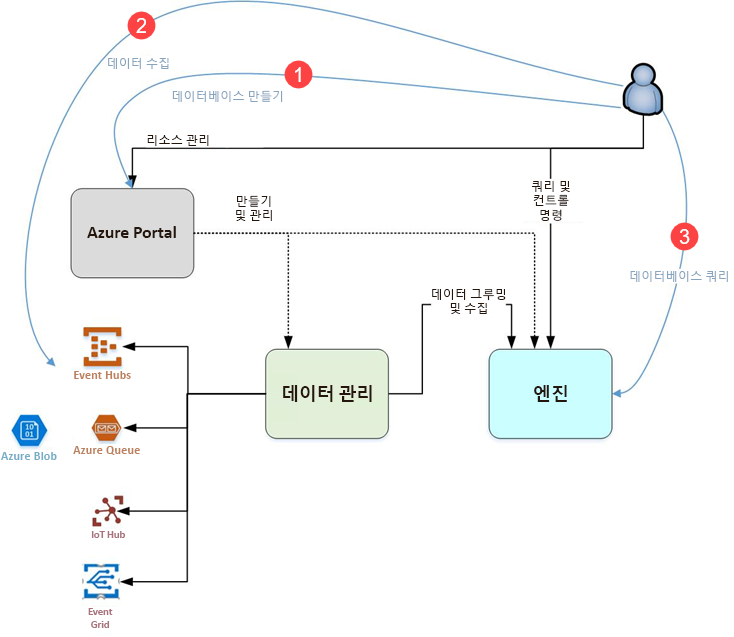 2
데이터 수집
1
데이터베이스 만들기
리소스 관리
쿼리 및
컨트롤
명령
만들기
및 관리
Azure Portal
3
데이터베이스 쿼리
데이터 그루밍
및 수집
Event Hubs
데이터 관리
엔진
10
01
Azure Blob
Azure Queue
IoT Hub
Event
Grid